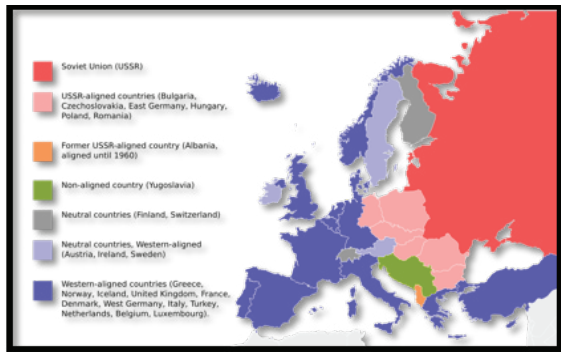 Soviet Union (USSR)
USSR-aligned countries (Bulgaria,
Czechoslovakia, East Germany, Hungary,
Poland, Romania)
Former USSR-aligned country (Albania,
aligned until 1960)
Non-aligned country (Yugoslavia)
Neutral countries (Finland, Switzerland)
Neutral countries, Western-aligned
(Austria, Ireland, Sweden)
Western-aligned countries (Greece,
Norway, Iceland, United Kingdom, France,
Denmark, West Germany, Italy, Turkey,
Netherlands, Belgium, Luxembourg).